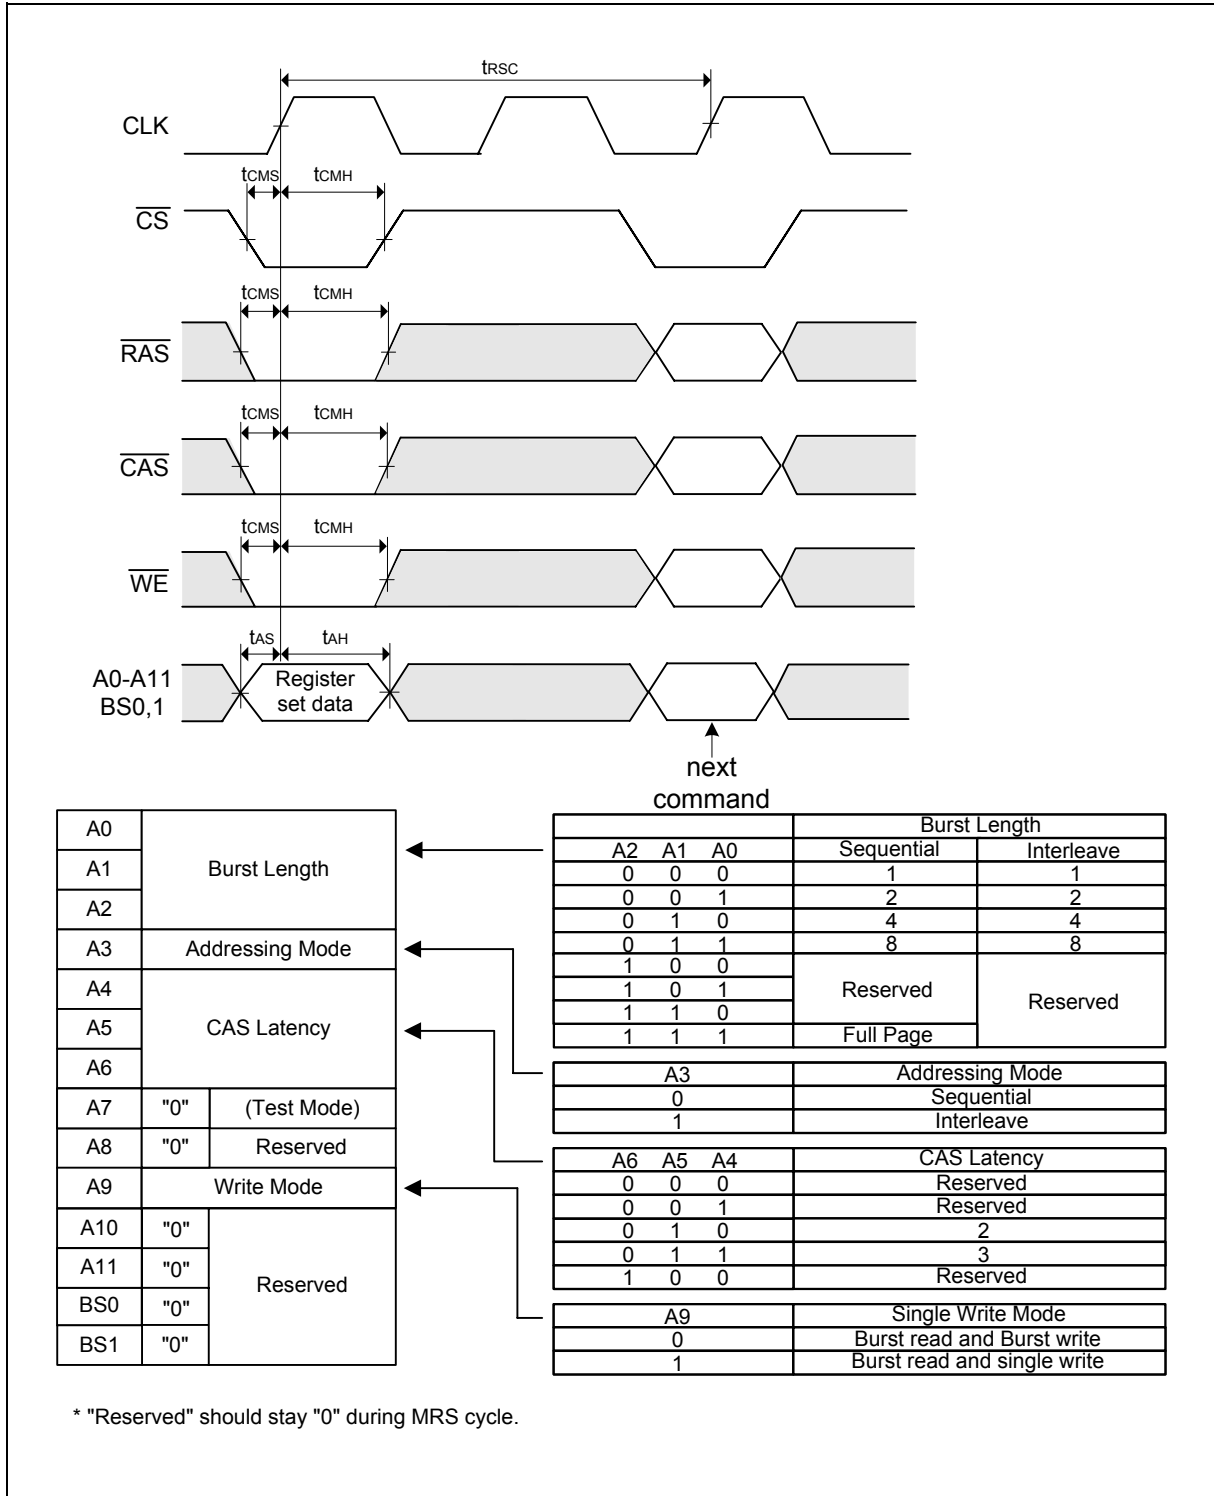 tRSC
CLK
tCMS tCMH
CS
tCMS tCMH
RAS
tCMS tCMH
CAS
tCMS tCMH
WE
tAS tAH
A0-A11
BS0,1
Register
set data
next
command
A0
A1
A2
Burst Length
A3 Addressing Mode
A4
A5
A6
CAS Latency
A7 "0" (Test Mode)
A8 "0" Reserved
A9 Write Mode
A10 "0"
A11 "0"
BS0 "0"
BS1 "0"
Reserved
Burst Length
A2 A1 A0 Sequential Interleave
0 0 0 1 1
0 0 1 2 2
0 1 0 4 4
0 1 1 8 8
1 0 0
1 0 1 Reserved Reserved
1 1 0
1 1 1 Full Page
A3 Addressing Mode
0 Sequential
1 Interleave
A6 A5 A4 CAS Latency
0 0 0 Reserved
0 0 1 Reserved
0 1 0 2
0 1 1 3
1 0 0 Reserved
A9 Single Write Mode
0 Burst read and Burst write
1 Burst read and single write
* "Reserved" should stay "0" during MRS cycle.